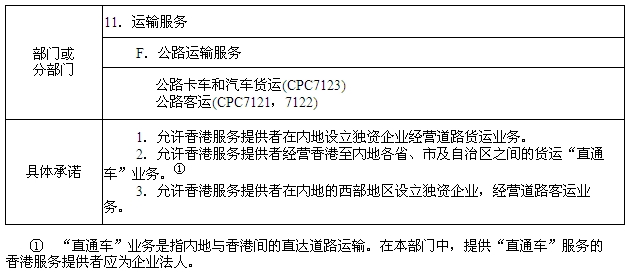 11．运输服务
部门或
分部门
F．公路运输服务
公路卡车和汽车货运(CPC7123)
公路客运(CPC7121，7122)
具体承诺
1．允许香港服务提供者在内地设立独资企业经营道路货运业务。
2．允许香港服务提供者经营香港至内地各省、市及自治区之间的货运“直通
车”业务。①
3．允许香港服务提供者在内地的西部地区设立独资企业，经营道路客运业
务。
① “直通车”业务是指内地与香港间的直达道路运输。在本部门中，提供“直通车”服务的
香港服务提供者应为企业法人。